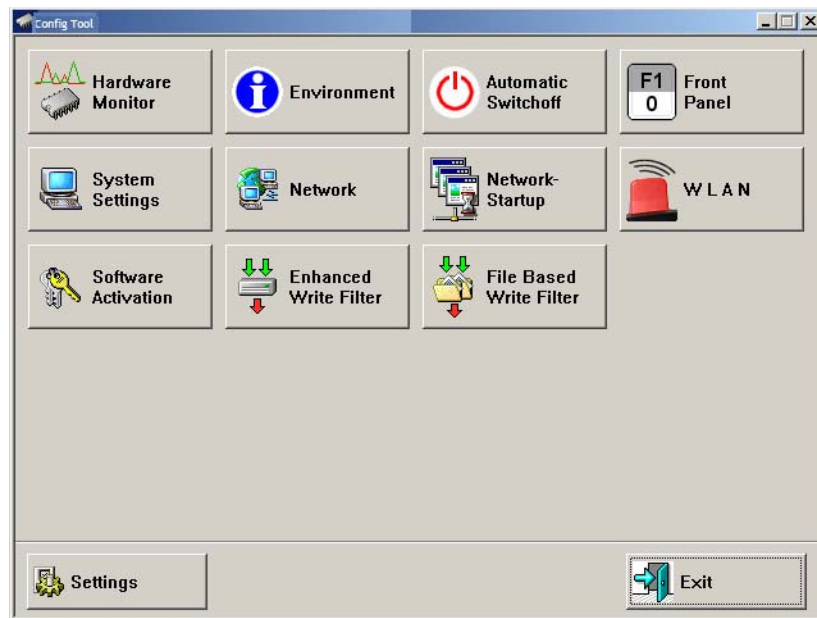 Config Tool
Hardware
Monitor
Environment
Automatic
Switchoff
F1
0
Front
Panel
System
Settings
Network
Network-
Startup
WLAN
Software
Activation
Enhanced
Write Filter
File Based
Write Filter
Settings
Exit